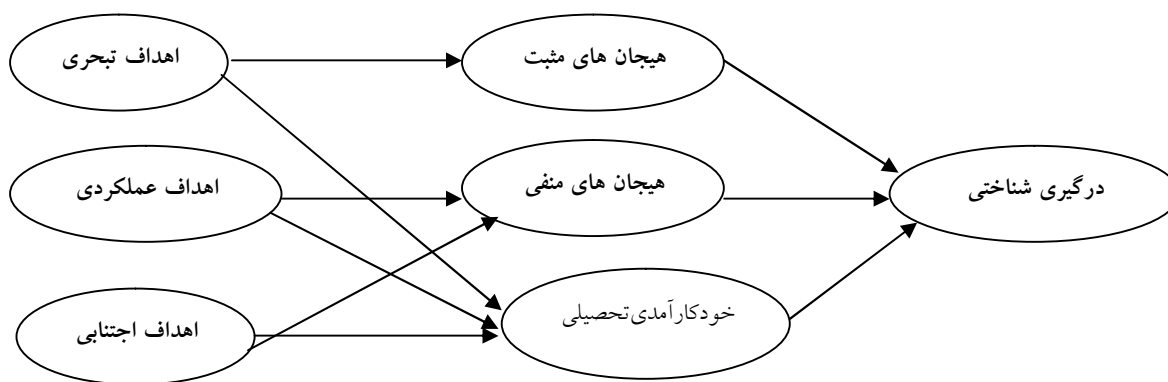 اهداف تبحری
هیجان های مثبت
اهداف عملکردی
هیجان های منفی
درگیری شناختی
اهداف اجتنابی
خودکارآمدی تحصیلی